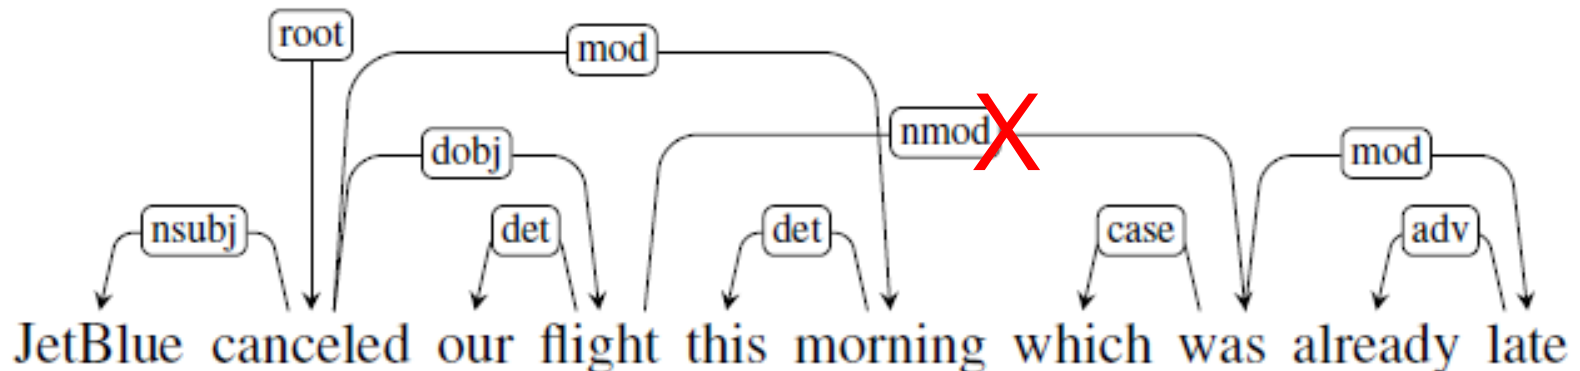 root
mod
nmod X
dobj
mod
nsubj
det
det
case
adv
JetBlue canceled our flight this morning which was already late